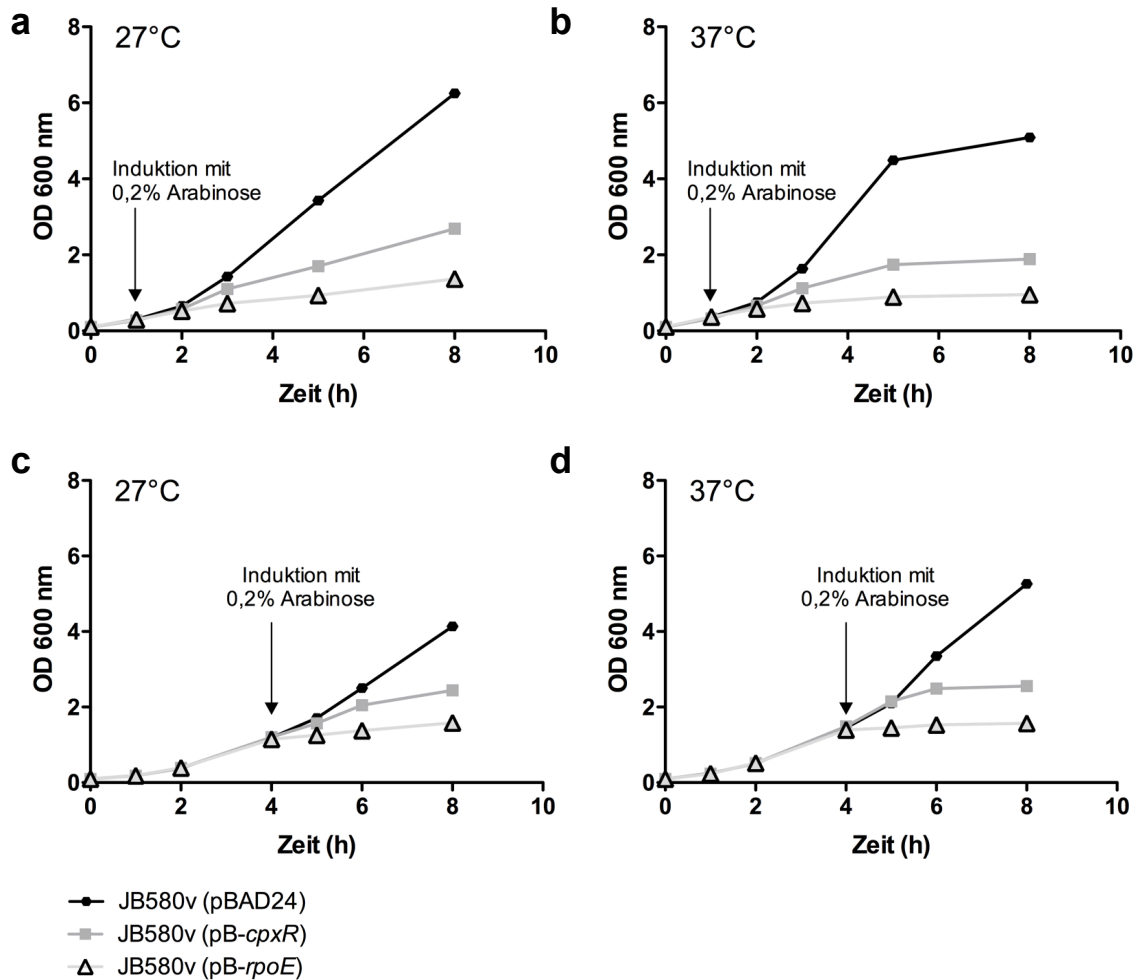 a
27°C
8
6
4
2
0
OD 600 nm
Induktion mit
0,2% Arabinose
0 2 4 6 8 10
Zeit (h)
b
37°C
8
6
4
2
0
OD 600 nm
Induktion mit
0,2% Arabinose
0 2 4 6 8 10
Zeit (h)
c
27°C
8
6
4
2
0
OD 600 nm
Induktion mit
0,2% Arabinose
0 2 4 6 8 10
Zeit (h)
d
37°C
8
6
4
2
0
OD 600 nm
Induktion mit
0,2% Arabinose
0 2 4 6 8 10
Zeit (h)
JB580v (pBAD24)
JB580v (pB-cpxR)
JB580v (pB-rpoE)